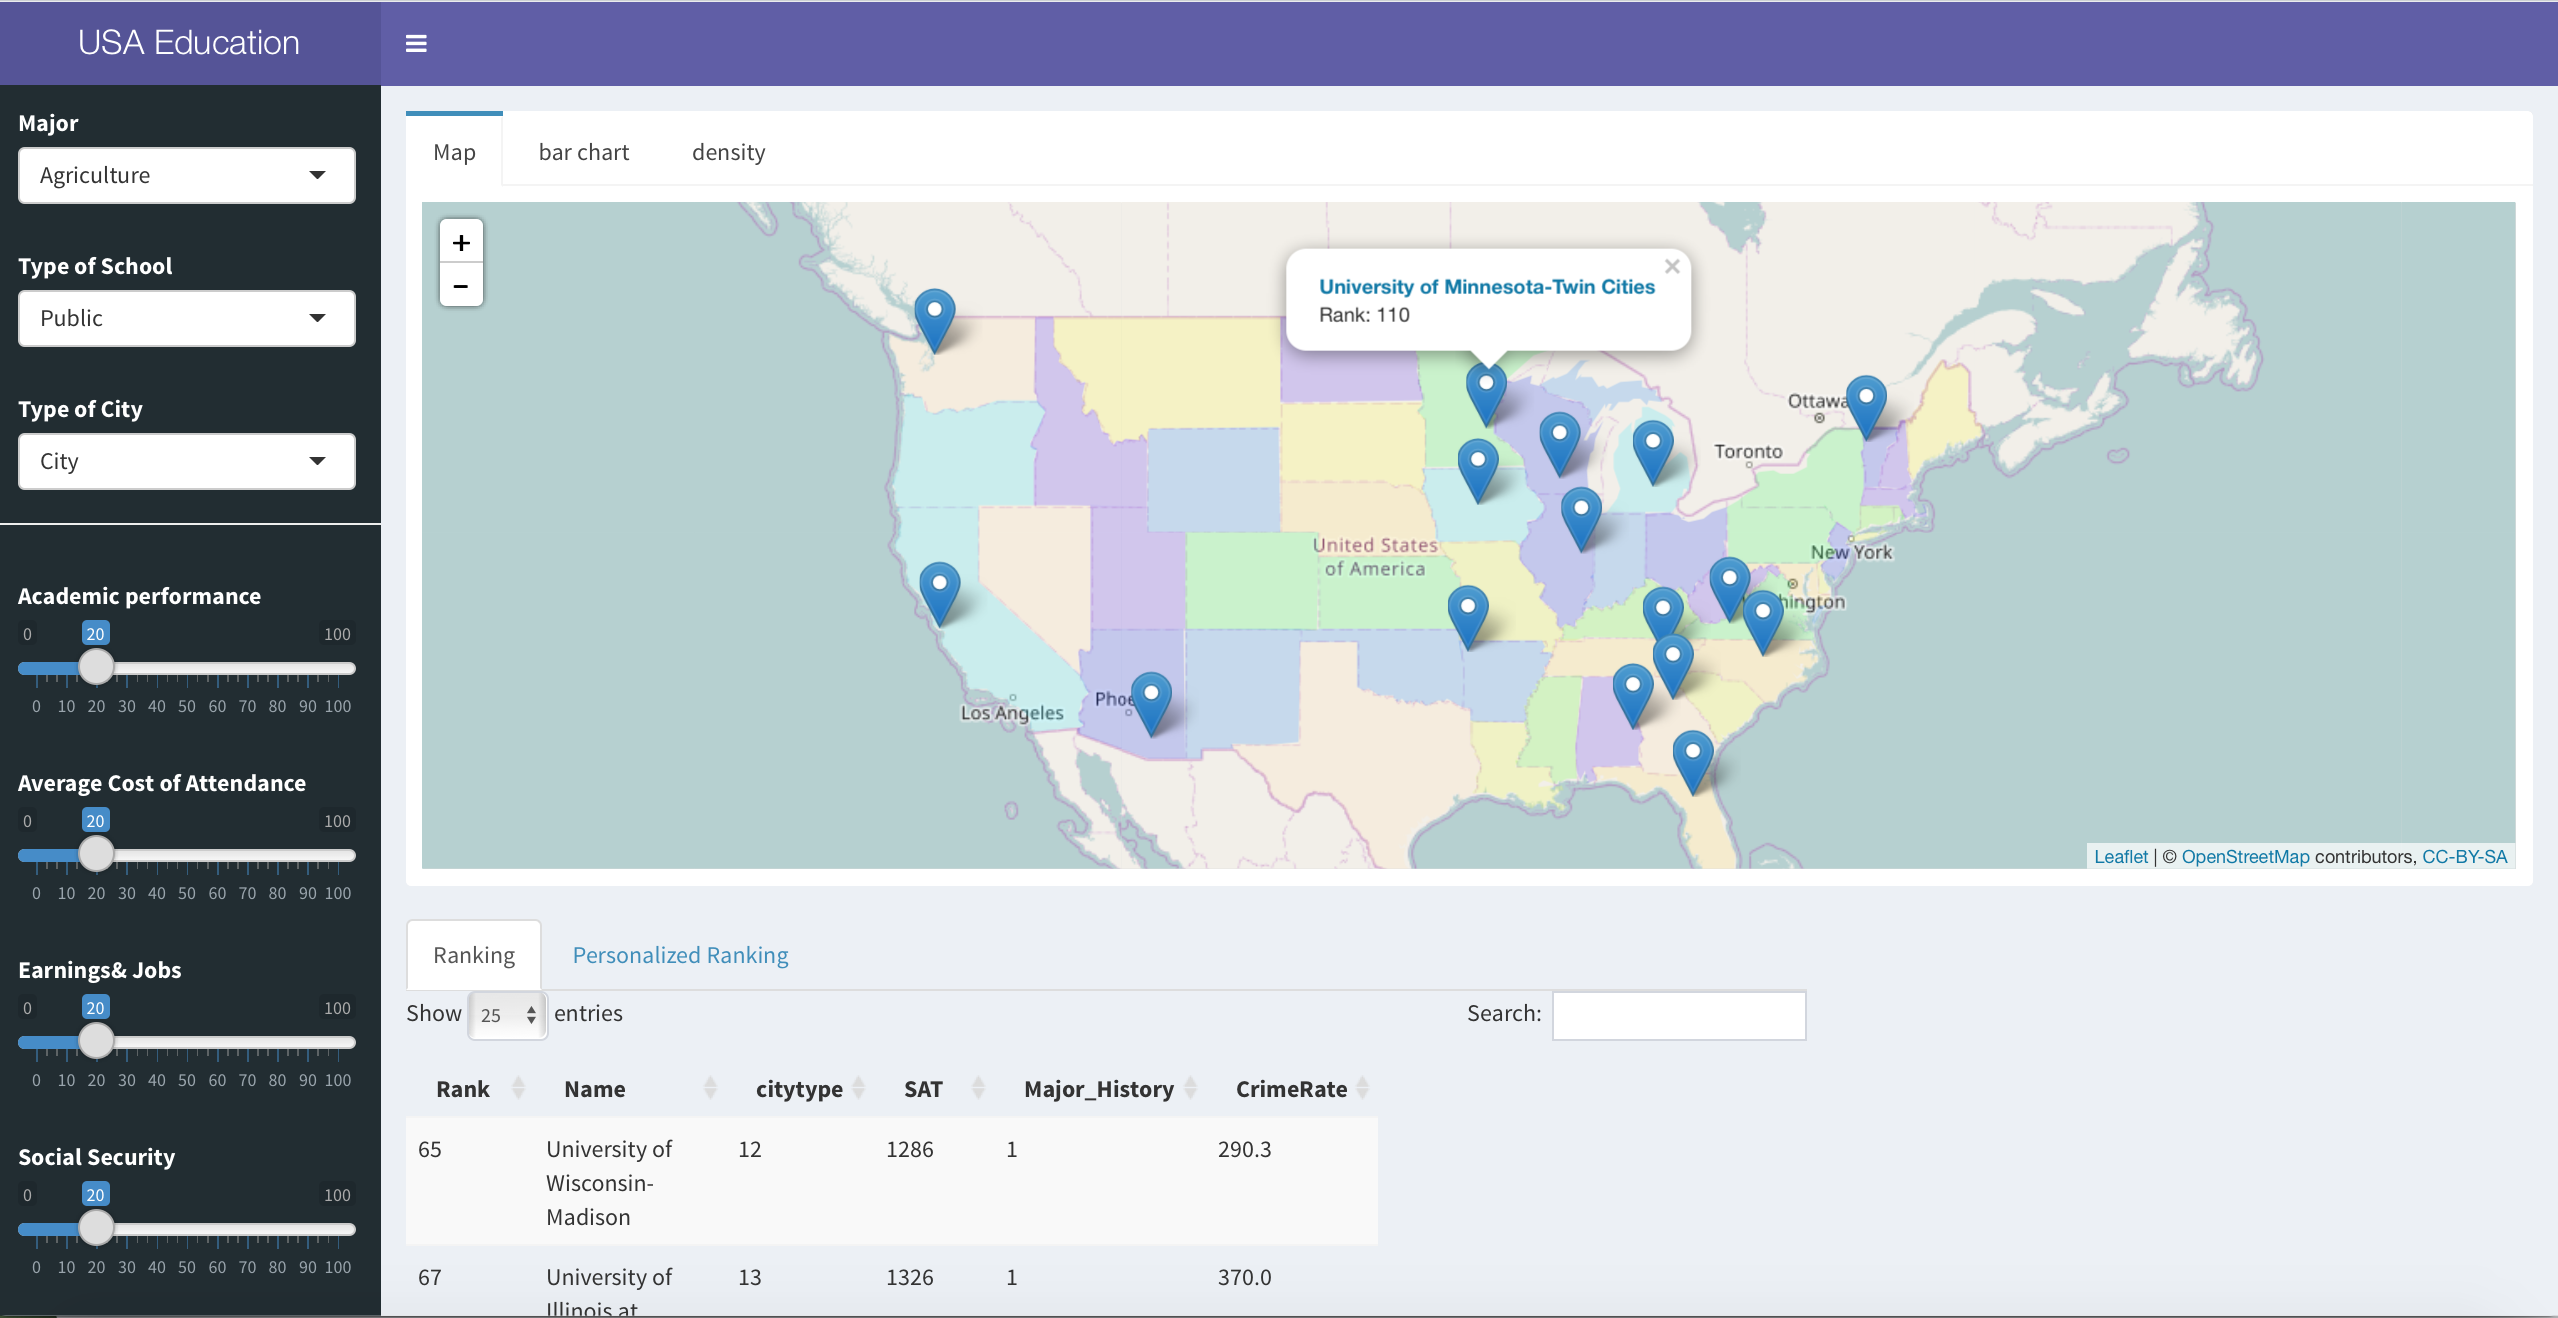 USA Education
Major
Agriculture
Type of School
Public
Type of City
City
Academic performance
0 20 100
0 10 20 30 40 50 60 70 80 90 100
Average Cost of Attendance
0 20 100
0 10 20 30 40 50 60 70 80 90 100
Earnings& Jobs
0 20 100
0 10 20 30 40 50 60 70 80 90 100
Social Security
0 20 100
0 10 20 30 40 50 60 70 80 90 100
Map bar chart density
+
−
University of Minnesota-Twin Cities ×
Rank: 110
Ottawa
Toronto
United States
of America
New York
hington
Los Angeles
Phoe
Leaflet | © OpenStreetMap contributors, CC-BY-SA
Ranking Personalized Ranking
Show 25 entries Search:
Rank Name citytype SAT Major_History CrimeRate
65 University of 12 1286 1 290.3
Wisconsin-
Madison
67 University of 13 1326 1 370.0
Illinois at